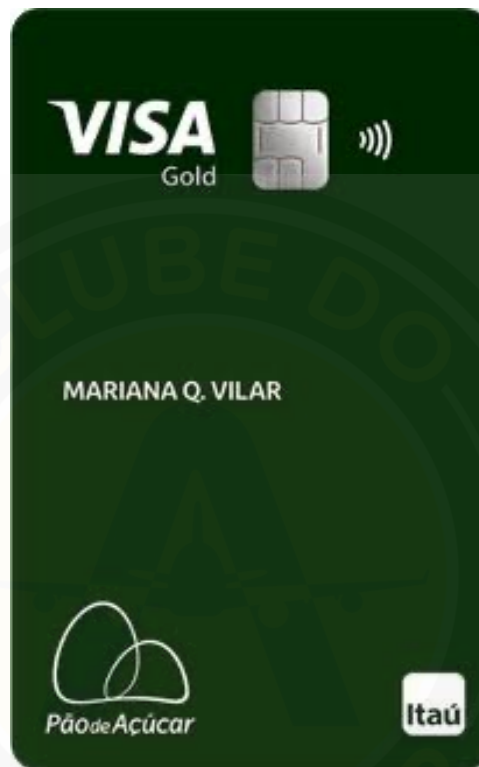 VISA
Gold
CLUBE DO
MARIANA Q. VILAR
Pão de Açúcar
Itaú